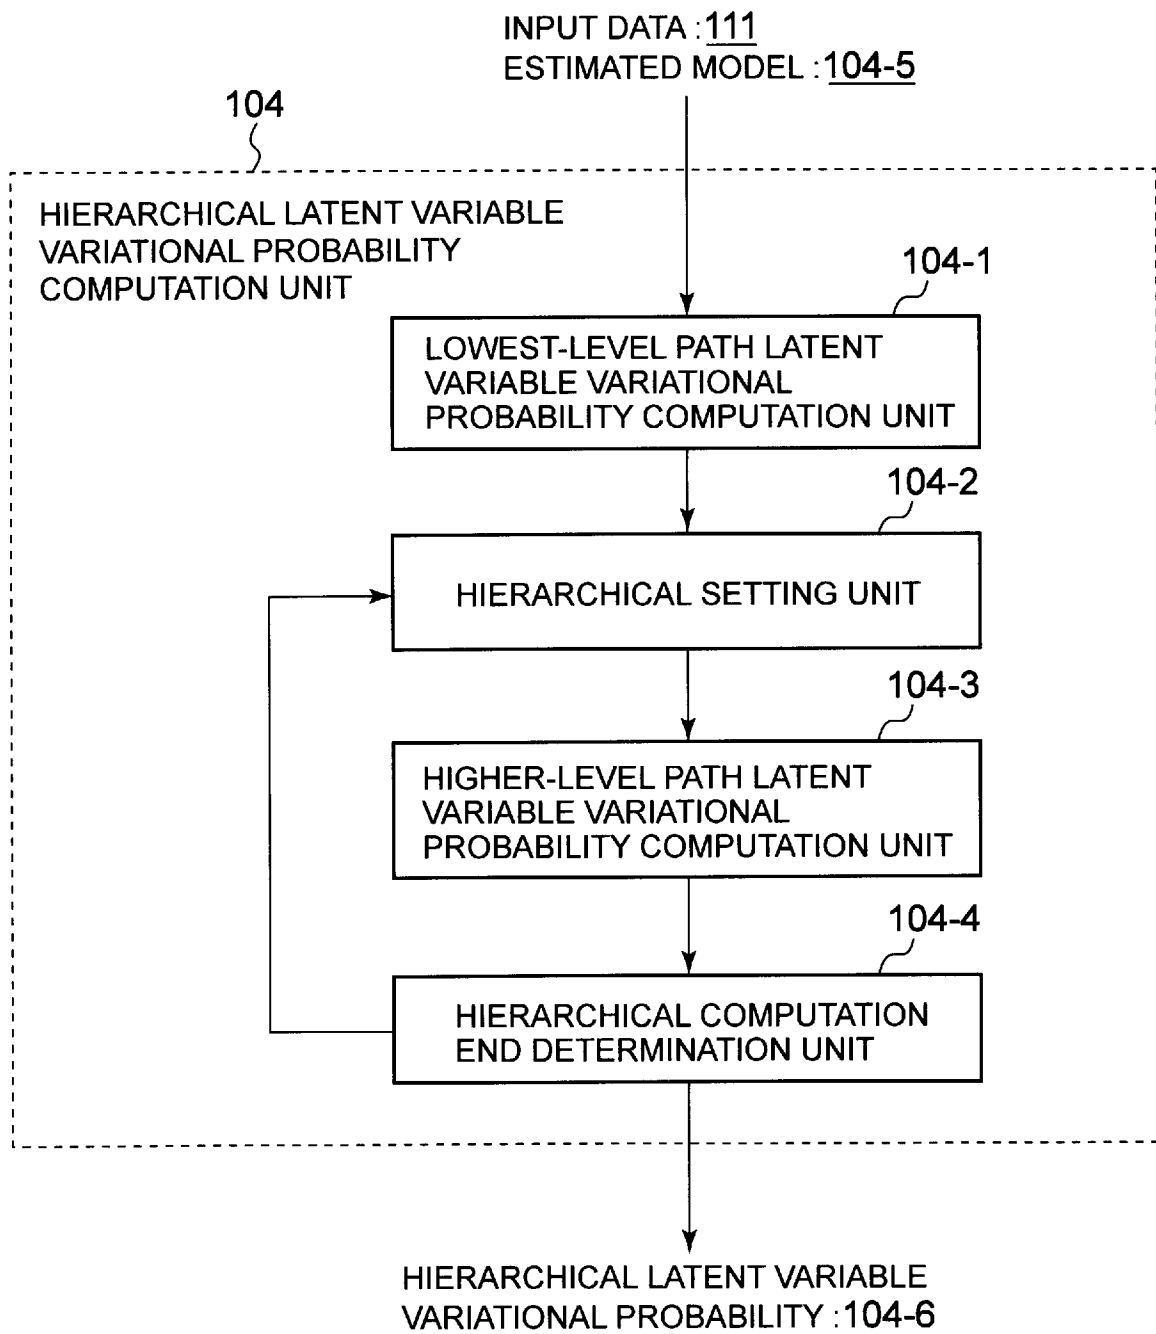 INPUT DATA : 111
ESTIMATED MODEL : 104-5
104
HIERARCHICAL LATENT VARIABLE
VARIATIONAL PROBABILITY
COMPUTATION UNIT
104-1
LOWEST-LEVEL PATH LATENT
VARIABLE VARIATIONAL
PROBABILITY COMPUTATION UNIT
104-2
HIERARCHICAL SETTING UNIT
104-3
HIGHER-LEVEL PATH LATENT
VARIABLE VARIATIONAL
PROBABILITY COMPUTATION UNIT
104-4
HIERARCHICAL COMPUTATION
END DETERMINATION UNIT
HIERARCHICAL LATENT VARIABLE
VARIATIONAL PROBABILITY : 104-6